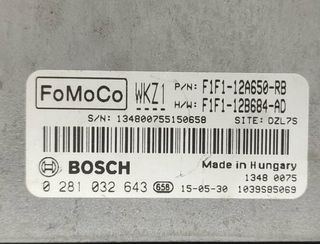 FoMoCo WKZ1 P/N: F1F1-12A650-RB
H/W: F1F1-12B684-AD
S/N: 134800755150658 SITE: DZL7S
BOSCH Made in Hungary
1348 0075
0 281 032 643 658 15-05-30 1039S85069